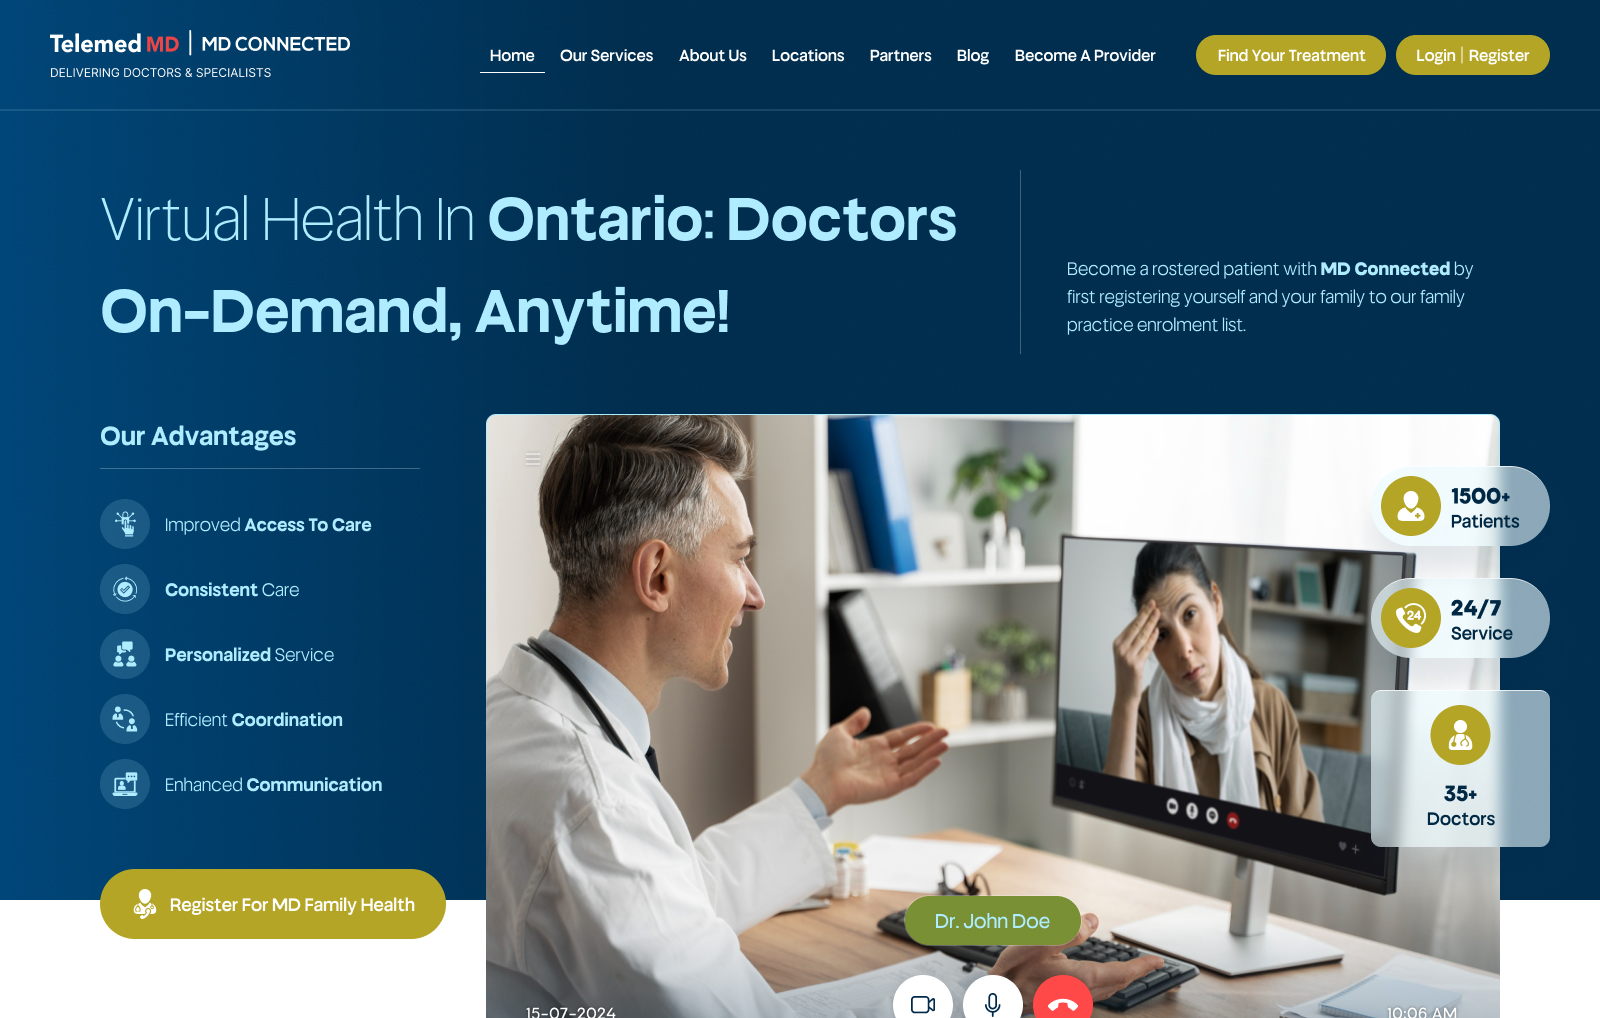 Telemed MD | MD CONNECTED
DELIVERING DOCTORS & SPECIALISTS
Home
Our Services
About Us
Locations
Partners
Blog
Become A Provider
Find Your Treatment
Login | Register
Virtual Health In Ontario: Doctors
On-Demand, Anytime!
Become a rostered patient with MD Connected by
first registering yourself and your family to our family
practice enrolment list.
Our Advantages
Improved Access To Care
Consistent Care
Personalized Service
Efficient Coordination
Enhanced Communication
Register For MD Family Health
1500+
Patients
24
24/7
Service
35+
Doctors
Dr. John Doe
15-07-2024
10:06 AM